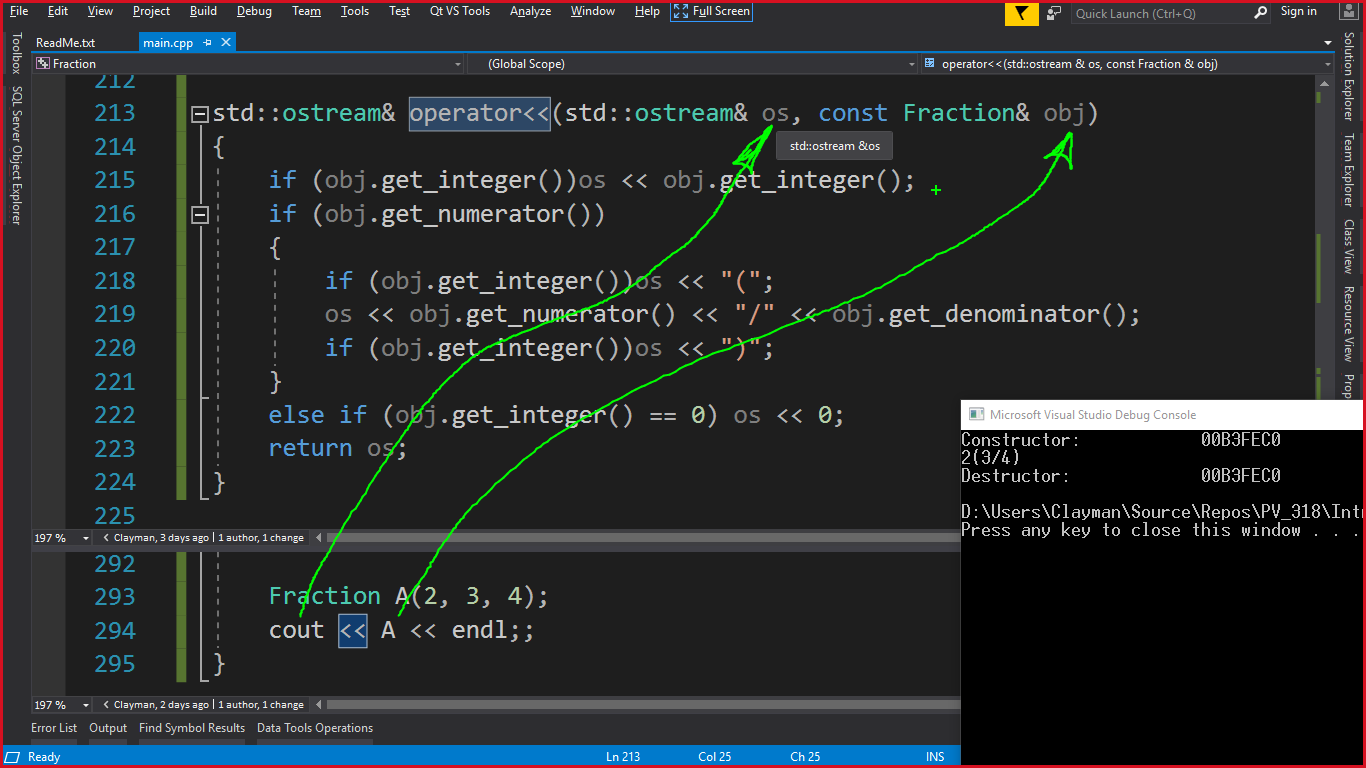 File Edit View Project Build Debug Team Tools Test Qt VS Tools Analyze Window Help Full Screen Quick Launch (Ctrl+Q) Sign in
ReadMe.txt main.cpp
Fraction (Global Scope) operator<<(std::ostream & os, const Fraction & obj)
212
213 std::ostream& operator<<(std::ostream& os, const Fraction& obj)
std::ostream &os
214 {
215 if (obj.get_integer())os << obj.get_integer();
216 if (obj.get_numerator())
217 {
218 if (obj.get_integer())os << "(";
219 os << obj.get_numerator() << "/" << obj.get_denominator();
220 if (obj.get_integer())os << ")";
221 }
222 else if (obj.get_integer() == 0) os << 0;
223 return os;
224 }
225
197 % Clayman, 3 days ago | 1 author, 1 change
292
293 Fraction A(2, 3, 4);
294 cout << A << endl;;
295 }
197 % Clayman, 2 days ago | 1 author, 1 change
Error List Output Find Symbol Results Data Tools Operations
Ready Ln 213 Col 25 Ch 25 INS
Toolbox
SQL Server Object Explorer
Solution Explorer
Team Explorer
Class View
Resource View
Prop
Microsoft Visual Studio Debug Console
Constructor: 00B3FEC0
2(3/4)
Destructor: 00B3FEC0
D:\Users\Clayman\Source\Repos\PV_318\Int
Press any key to close this window . . .